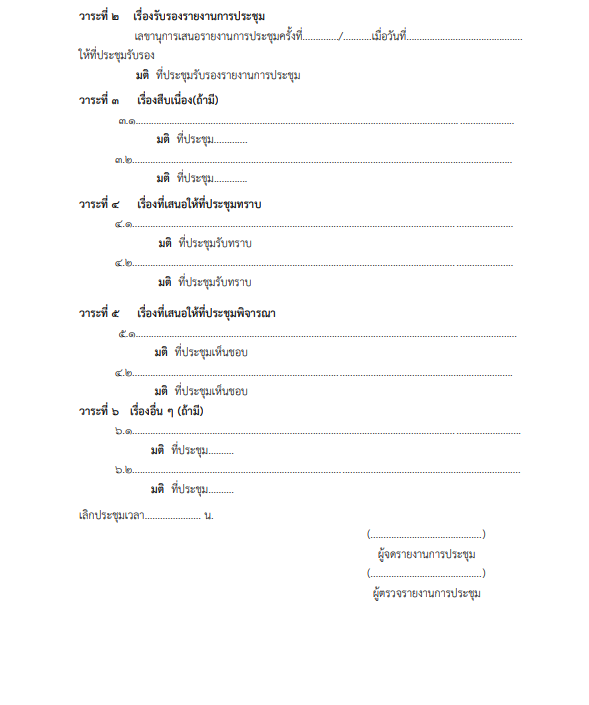 วาระที่ ๒ เรื่องรับรองรายงานการประชุม
เลขานุการเสนอรายงานการประชุมครั้งที่............./...........เมื่อวันที่.............................................
ให้ที่ประชุมรับรอง
มติ ที่ประชุมรับรองรายงานการประชุม
วาระที่ ๓ เรื่องสืบเนื่อง(ถ้ามี)
๓.๑..............................................................................................................................
มติ ที่ประชุม.............
๓.๒..............................................................................................................................
มติ ที่ประชุม.............
วาระที่ ๔ เรื่องที่เสนอให้ที่ประชุมทราบ
๔.๑..............................................................................................................................
มติ ที่ประชุมรับทราบ
๔.๒..............................................................................................................................
มติ ที่ประชุมรับทราบ
วาระที่ ๕ เรื่องที่เสนอให้ที่ประชุมพิจารณา
๕.๑..............................................................................................................................
มติ ที่ประชุมเห็นชอบ
๔.๒..............................................................................................................................
มติ ที่ประชุมเห็นชอบ
วาระที่ ๖ เรื่องอื่น ๆ (ถ้ามี)
๖.๑..............................................................................................................................
มติ ที่ประชุม..........
๖.๒..............................................................................................................................
มติ ที่ประชุม..........
เลิกประชุมเวลา...................... น.
(...........................................)
ผู้จดรายงานการประชุม
(...........................................)
ผู้ตรวจรายงานการประชุม